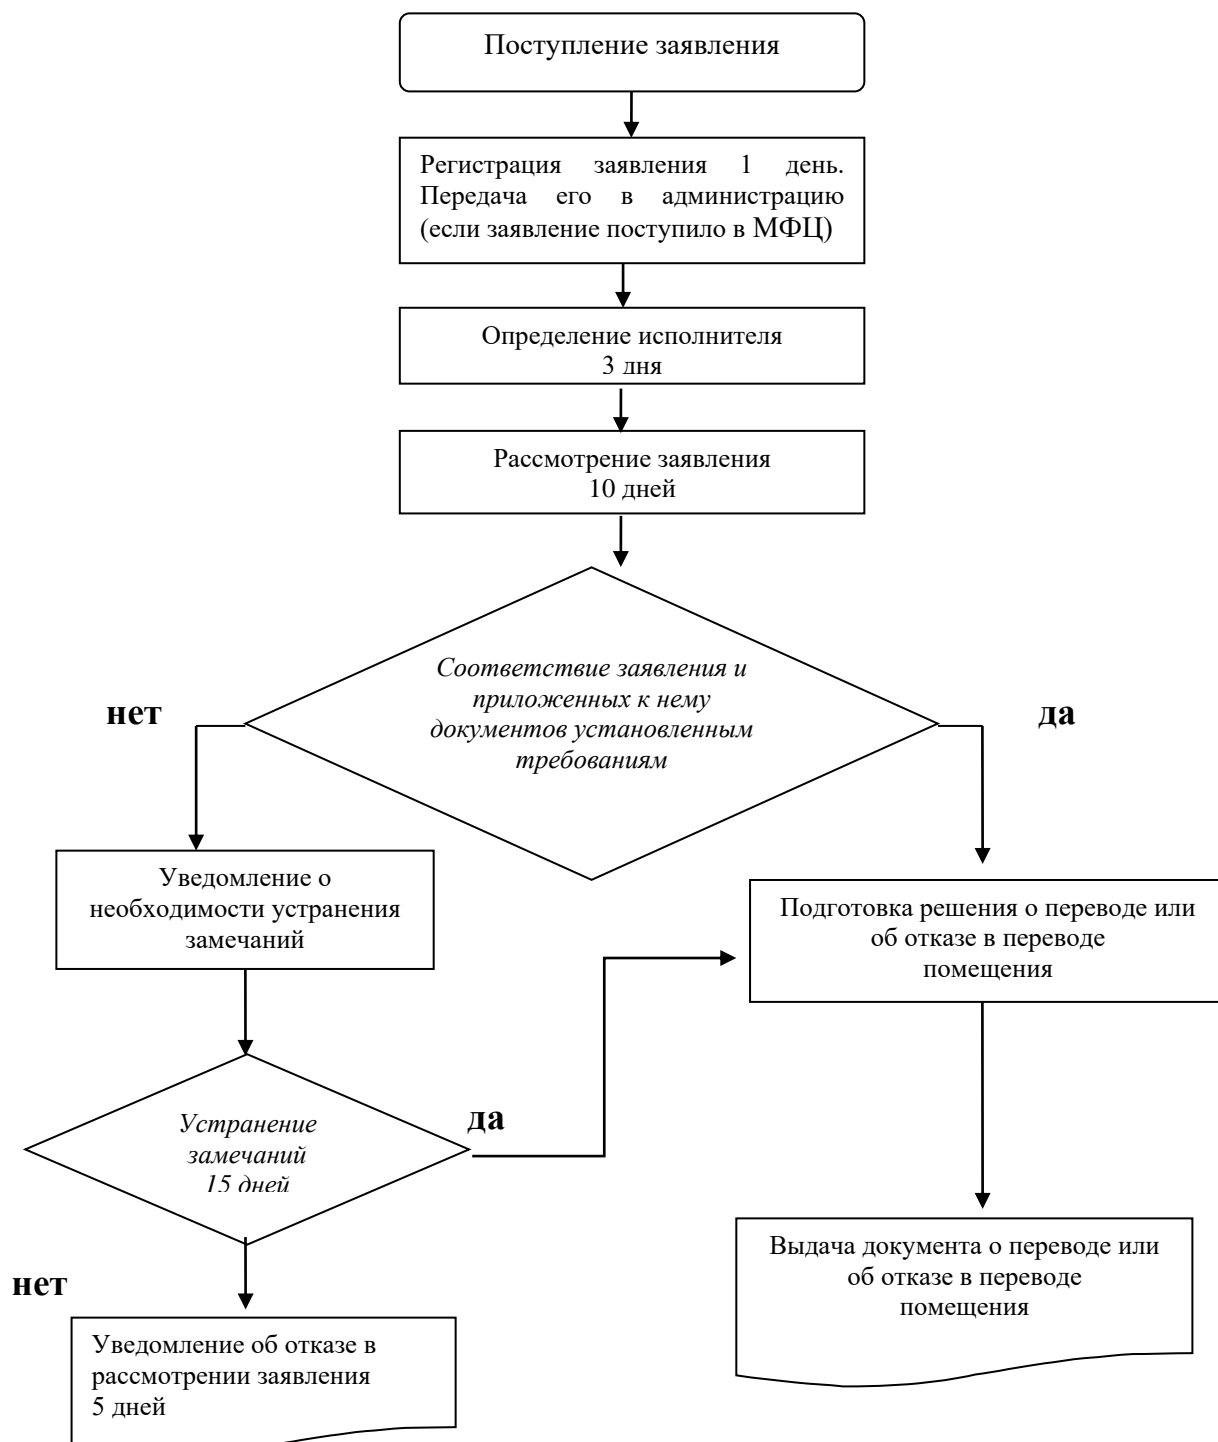 Поступление заявления
Регистрация заявления 1 день.
Передача его в администрацию
(если заявление поступило в МФЦ)
Определение исполнителя
3 дня
Рассмотрение заявления
10 дней
Соответствие заявления и
приложенных к нему
документов установленным
требованиям
нет
да
Уведомление о
необходимости устранения
замечаний
Подготовка решения о переводе или
об отказе в переводе
помещения
Устранение
замечаний
15 дней
да
нет
Выдача документа о переводе или
об отказе в переводе
помещения
Уведомление об отказе в
рассмотрении заявления
5 дней